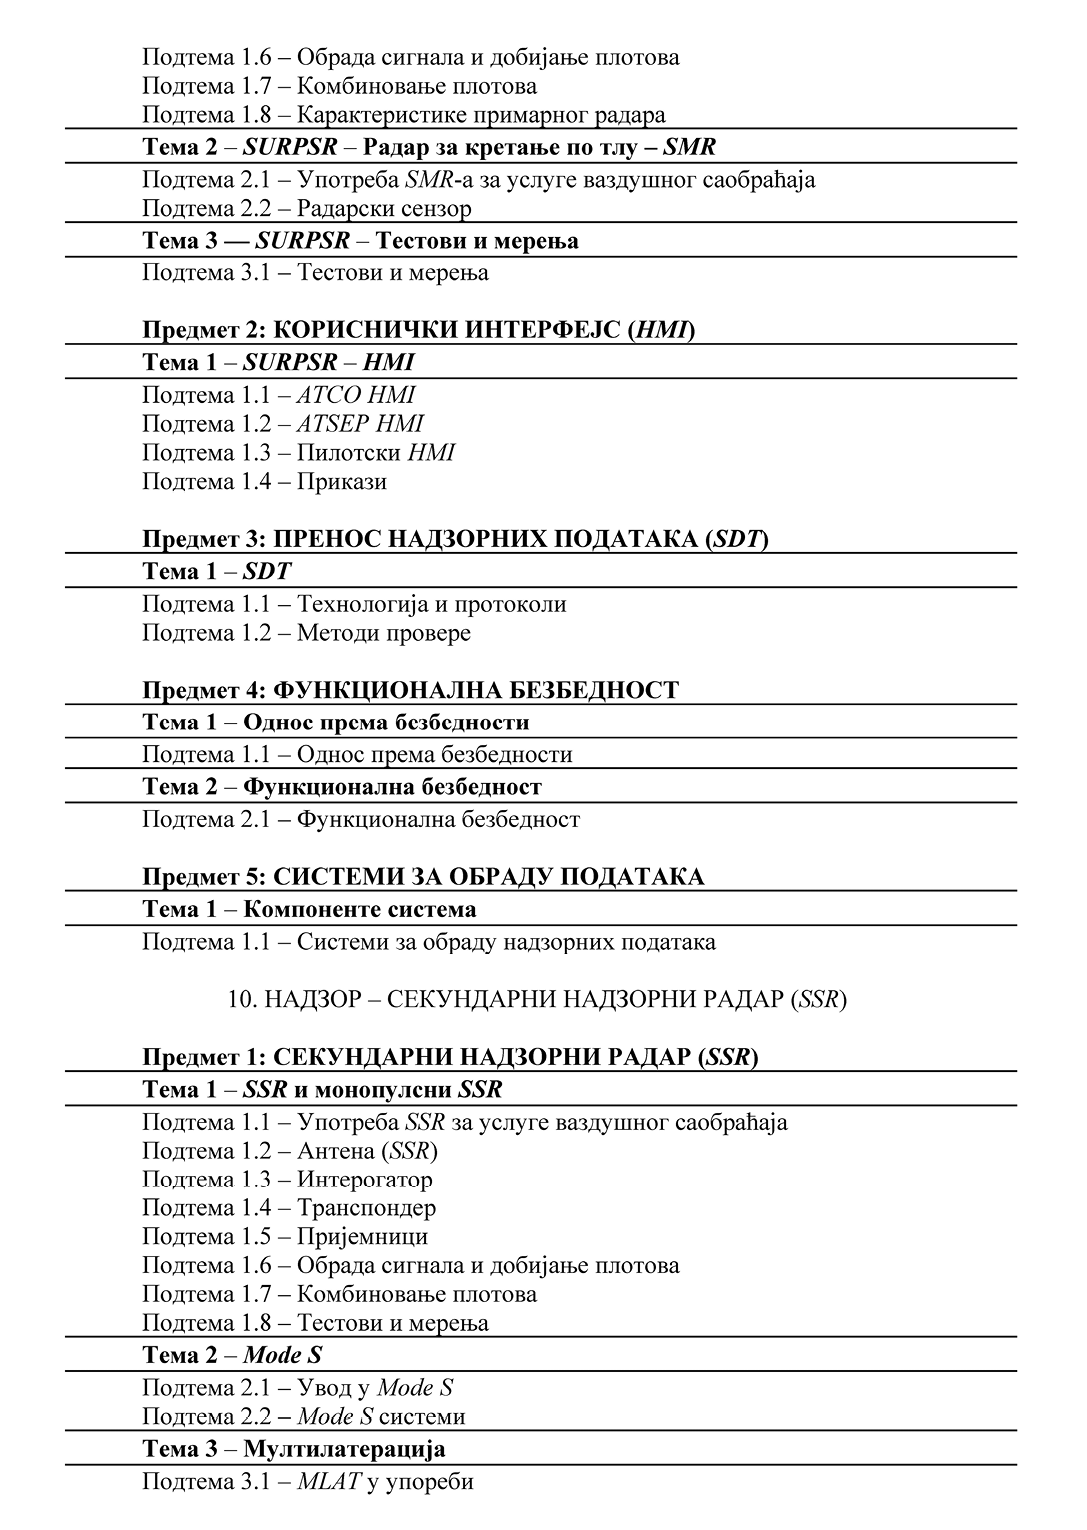 Подтема 1.6 – Обрада сигнала и добијање плотова
Подтема 1.7 – Комбиновање плотова
Подтема 1.8 – Карактеристике примарног радара
Тема 2 – SURPSR – Радар за кретање по тлу – SMR
Подтема 2.1 – Употреба SMR-а за услуге ваздушног саобраћаја
Подтема 2.2 – Радарски сензор
Тема 3 — SURPSR – Тестови и мерења
Подтема 3.1 – Тестови и мерења
Предмет 2: КОРИСНИЧКИ ИНТЕРФЕЈС (HMI)
Тема 1 – SURPSR – HMI
Подтема 1.1 – ATCO HMI
Подтема 1.2 – ATSEP HMI
Подтема 1.3 – Пилотски HMI
Подтема 1.4 – Прикази
Предмет 3: ПРЕНОС НАДЗОРНИХ ПОДАТАКА (SDT)
Тема 1 – SDT
Подтема 1.1 – Технологија и протоколи
Подтема 1.2 – Методи провере
Предмет 4: ФУНКЦИОНАЛНА БЕЗБЕДНОСТ
Тема 1 – Однос према безбедности
Подтема 1.1 – Однос према безбедности
Тема 2 – Функционална безбедност
Подтема 2.1 – Функционална безбедност
Предмет 5: СИСТЕМИ ЗА ОБРАДУ ПОДАТАКА
Тема 1 – Компоненте система
Подтема 1.1 – Системи за обраду надзорних података
10. НАДЗОР – СЕКУНДАРНИ НАДЗОРНИ РАДАР (SSR)
Предмет 1: СЕКУНДАРНИ НАДЗОРНИ РАДАР (SSR)
Тема 1 – SSR и монопулсни SSR
Подтема 1.1 – Употреба SSR за услуге ваздушног саобраћаја
Подтема 1.2 – Антена (SSR)
Подтема 1.3 – Интерогатор
Подтема 1.4 – Транспондер
Подтема 1.5 – Пријемници
Подтема 1.6 – Обрада сигнала и добијање плотова
Подтема 1.7 – Комбиновање плотова
Подтема 1.8 – Тестови и мерења
Тема 2 – Mode S
Подтема 2.1 – Увод у Mode S
Подтема 2.2 – Mode S системи
Тема 3 – Мултилатерација
Подтема 3.1 – MLAT у упореби